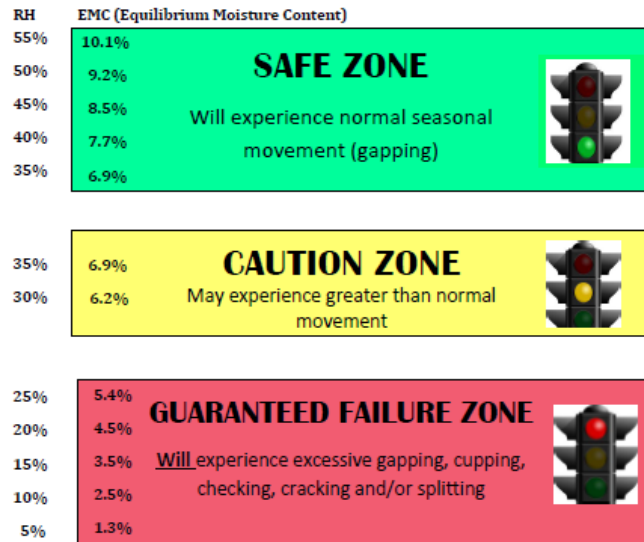 RH EMC (Equilibrium Moisture Content)
55% 10.1%
50% 9.2%
45% 8.5%
40% 7.7%
35% 6.9%
SAFE ZONE
Will experience normal seasonal
movement (gapping)
35% 6.9%
30% 6.2%
CAUTION ZONE
May experience greater than normal
movement
25% 5.4%
20% 4.5%
15% 3.5%
10% 2.5%
5% 1.3%
GUARANTEED FAILURE ZONE
Will experience excessive gapping, cupping,
checking, cracking and/or splitting